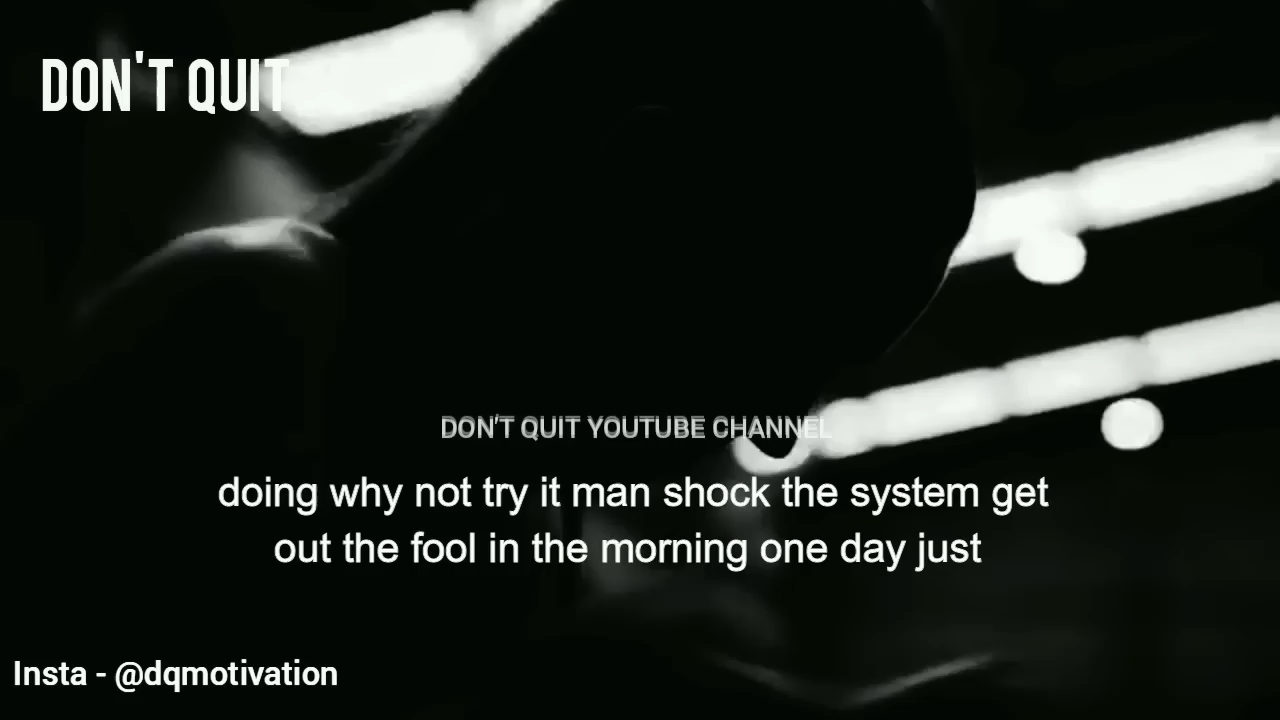 DON'T QUIT
DON'T QUIT YOUTUBE CHANNEL
doing why not try it man shock the system get
out the fool in the morning one day just
Insta - @dqmotivation